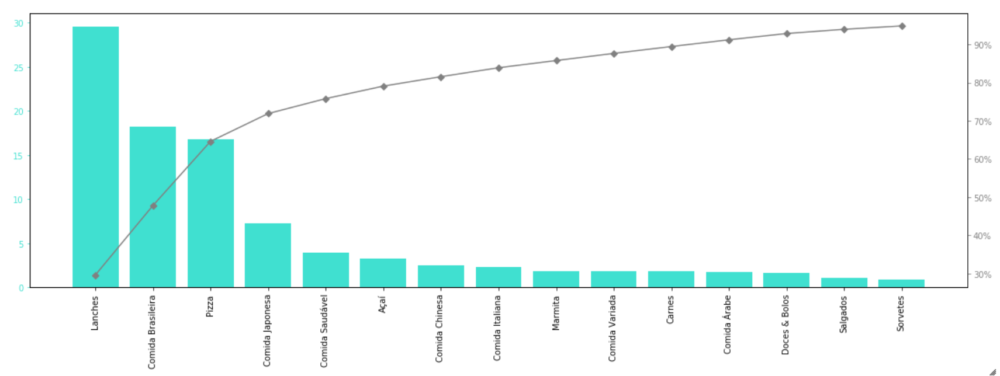 30
25
20
15
10
5
0
90%
80%
70%
60%
50%
40%
30%
Lanches
Comida Brasileira
Pizza
Comida Japonesa
Comida Saudável
Açaí
Comida Chinesa
Comida Italiana
Marmita
Comida Variada
Carnes
Comida Árabe
Doces & Bolos
Salgados
Sorvetes